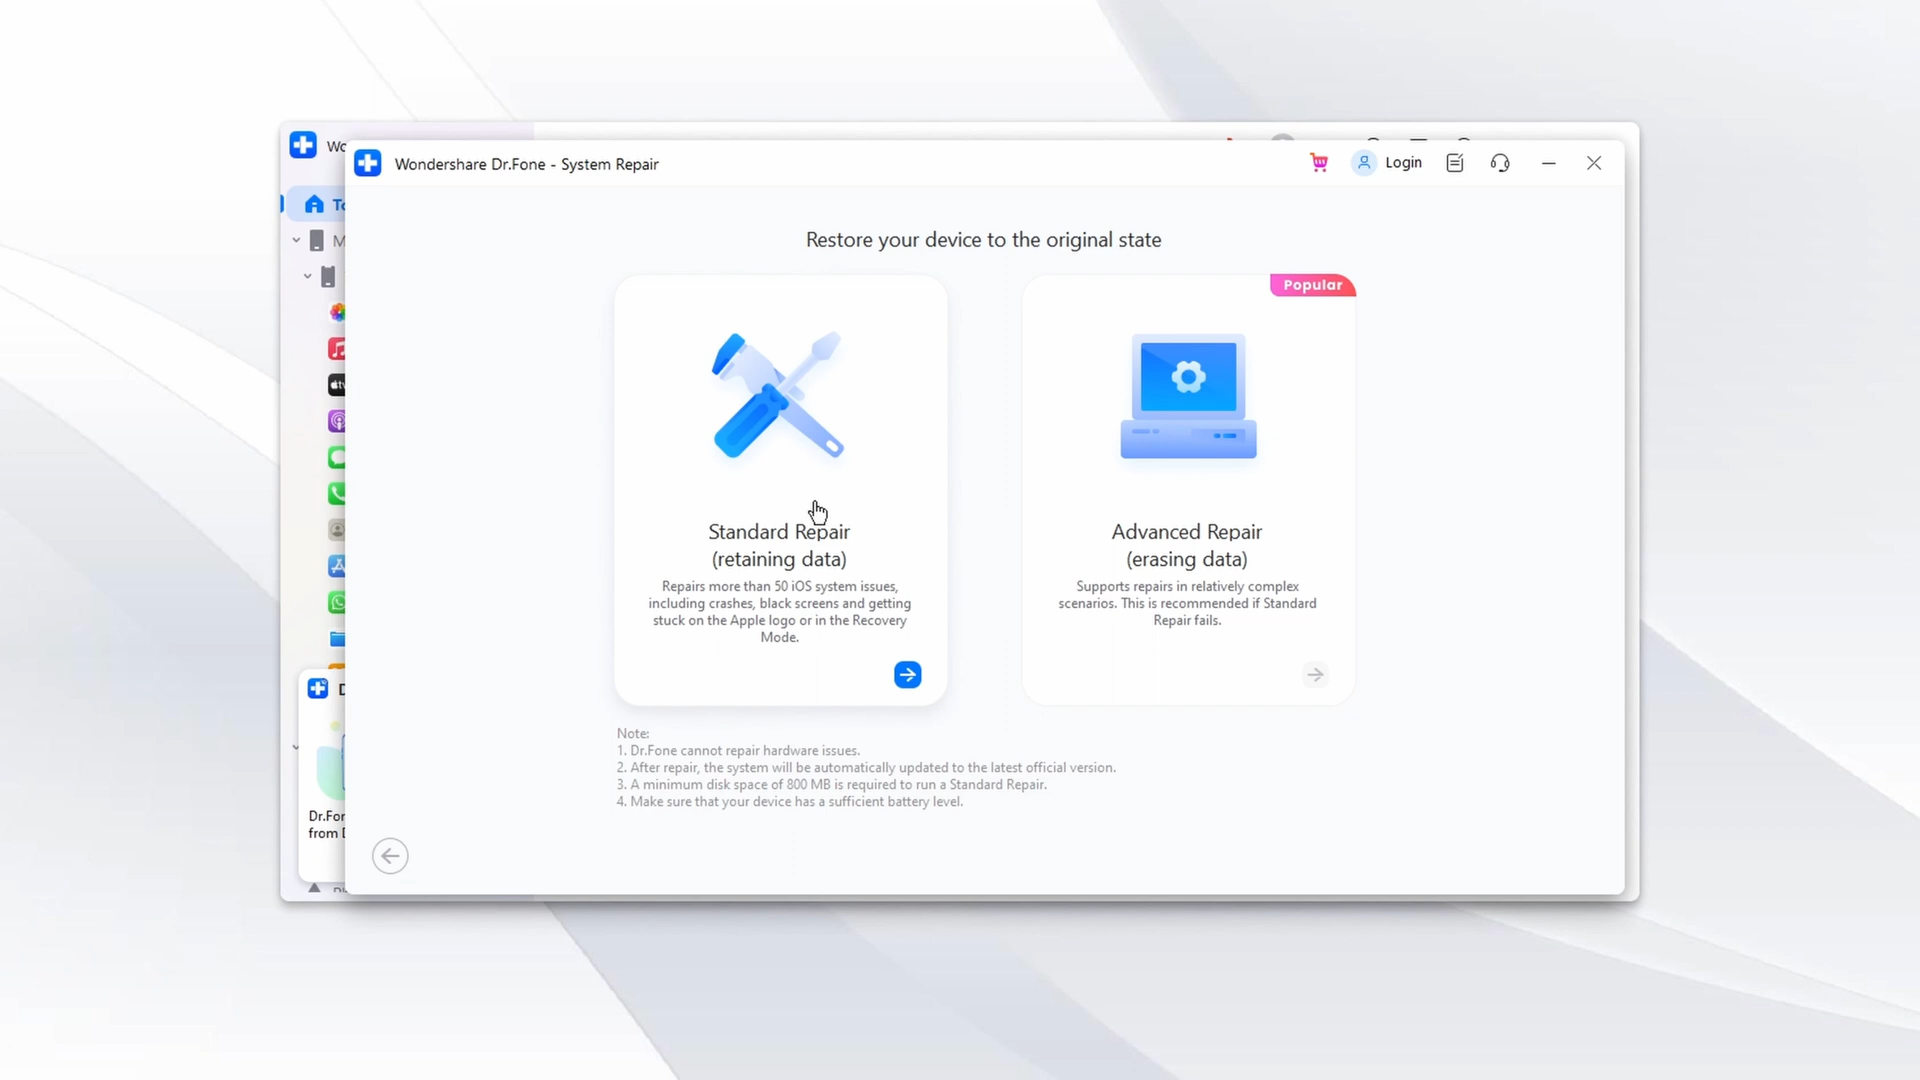 Wondershare Dr.Fone - System Repair
Login
Restore your device to the original state
Popular
Standard Repair
(retaining data)
Repairs more than 50 iOS system issues,
including crashes, black screens and getting
stuck on the Apple logo or in the Recovery
Mode.
Advanced Repair
(erasing data)
Supports repairs in relatively complex
scenarios. This is recommended if Standard
Repair fails.
Note:
1. Dr.Fone cannot repair hardware issues.
2. After repair, the system will be automatically updated to the latest official version.
3. A minimum disk space of 800 MB is required to run a Standard Repair.
4. Make sure that your device has a sufficient battery level.
from